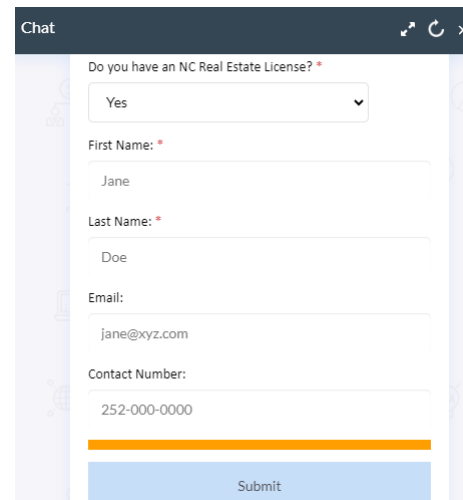 Chat
Do you have an NC Real Estate License? *
Yes
First Name: *
Jane
Last Name: *
Doe
Email:
jane@xyz.com
Contact Number:
252-000-0000
Submit